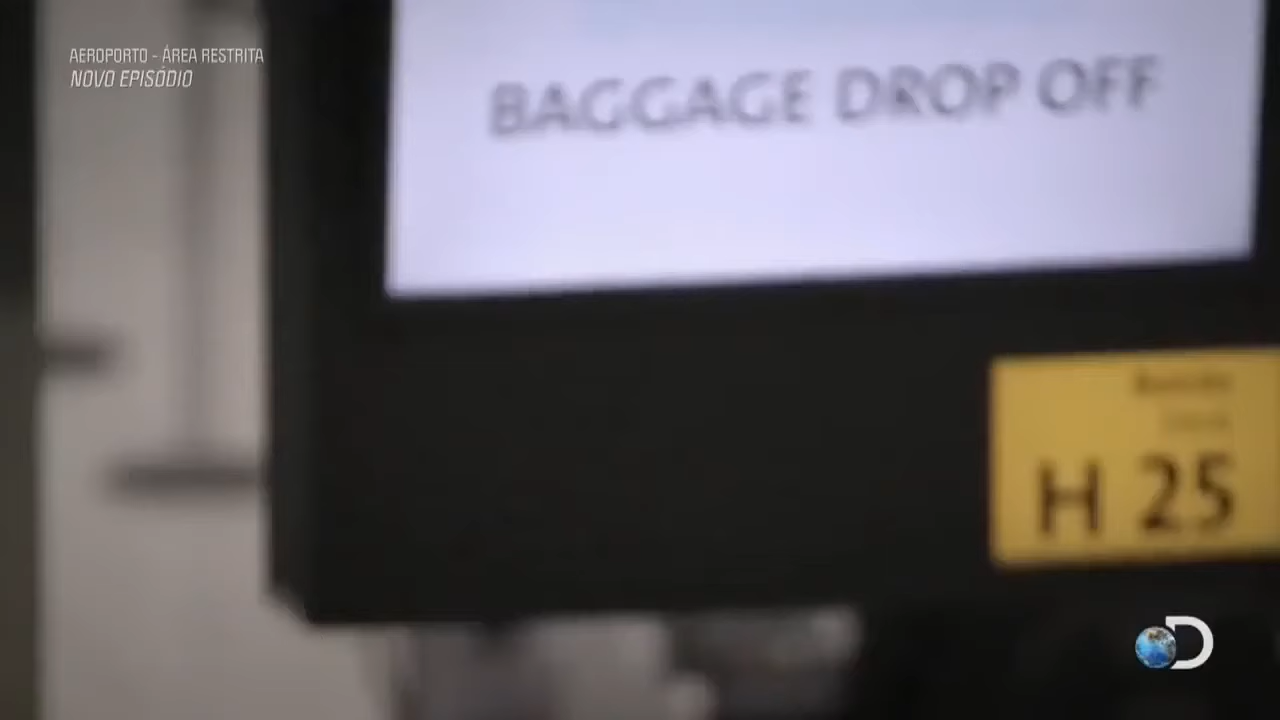 AEROPORTO - ÁREA RESTRITA
NOVO EPISÓDIO
BAGGAGE DROP OFF
H 25